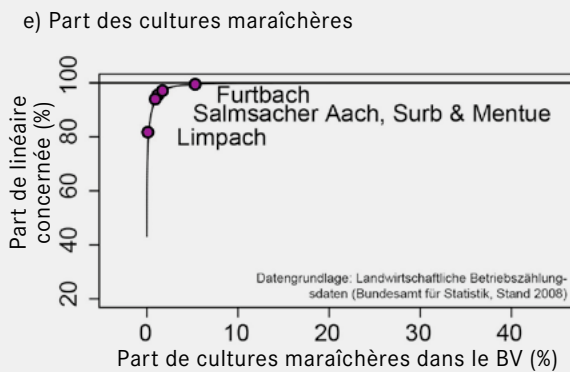 e) Part des cultures maraîchères
Part de linéaire
concernée (%)
100
80
60
40
20
Furtbach
Salmsacher Aach, Surb & Mentue
Limpach
Datengrundlage: Landwirtschaftliche Betriebszählung-
sdaten (Bundesamt für Statistik, Stand 2008)
0 10 20 30 40
Part de cultures maraîchères dans le BV (%)